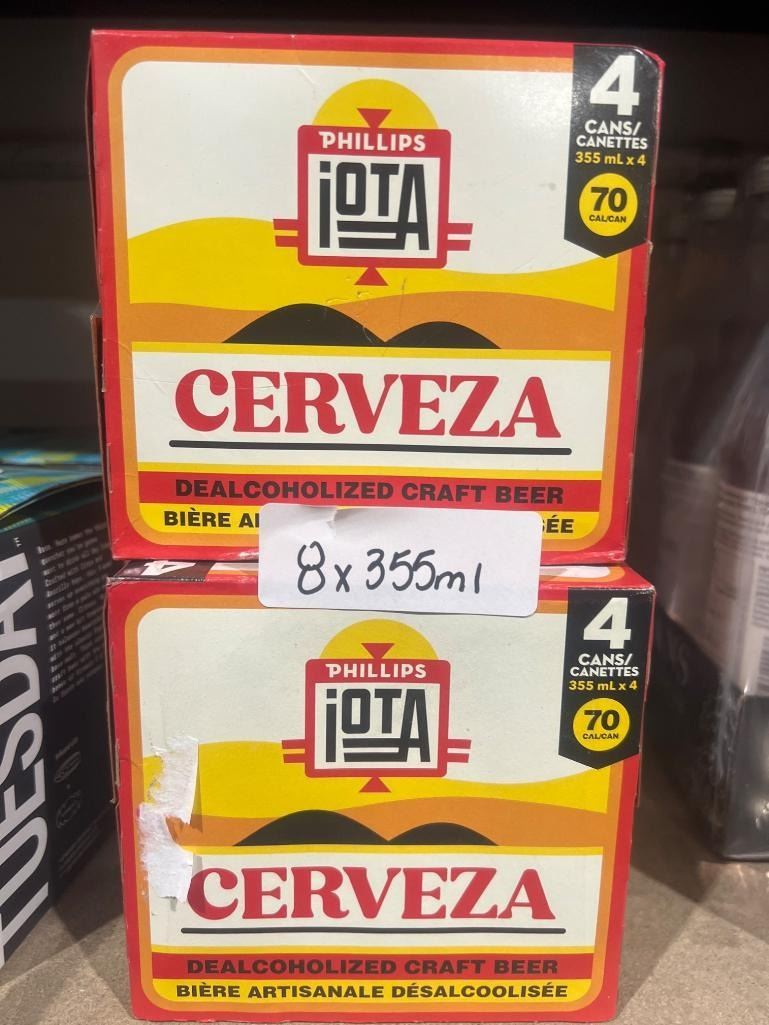 4
CANS/
CANETTES
355 mL x 4
70
CAL/CAN
PHILLIPS
iOTA
CERVEZA
DEALCOHOLIZED CRAFT BEER
BIÈRE
8 x 355ml
4
CANS/
CANETTES
355 mL x 4
70
CAL/CAN
PHILLIPS
iOTA
CERVEZA
DEALCOHOLIZED CRAFT BEER
BIÈRE ARTISANALE DÉSALCOOLISÉE
TUESDAY